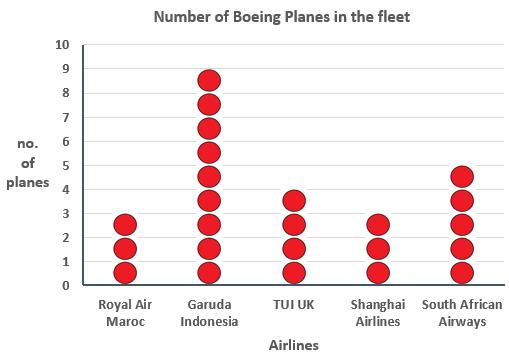 Number of Boeing Planes in the fleet
10
9
8
7
6
5
4
3
2
1
0
no.
of
planes
Royal Air
Maroc
Garuda
Indonesia
TUI UK
Shanghai
Airlines
South African
Airways
Airlines